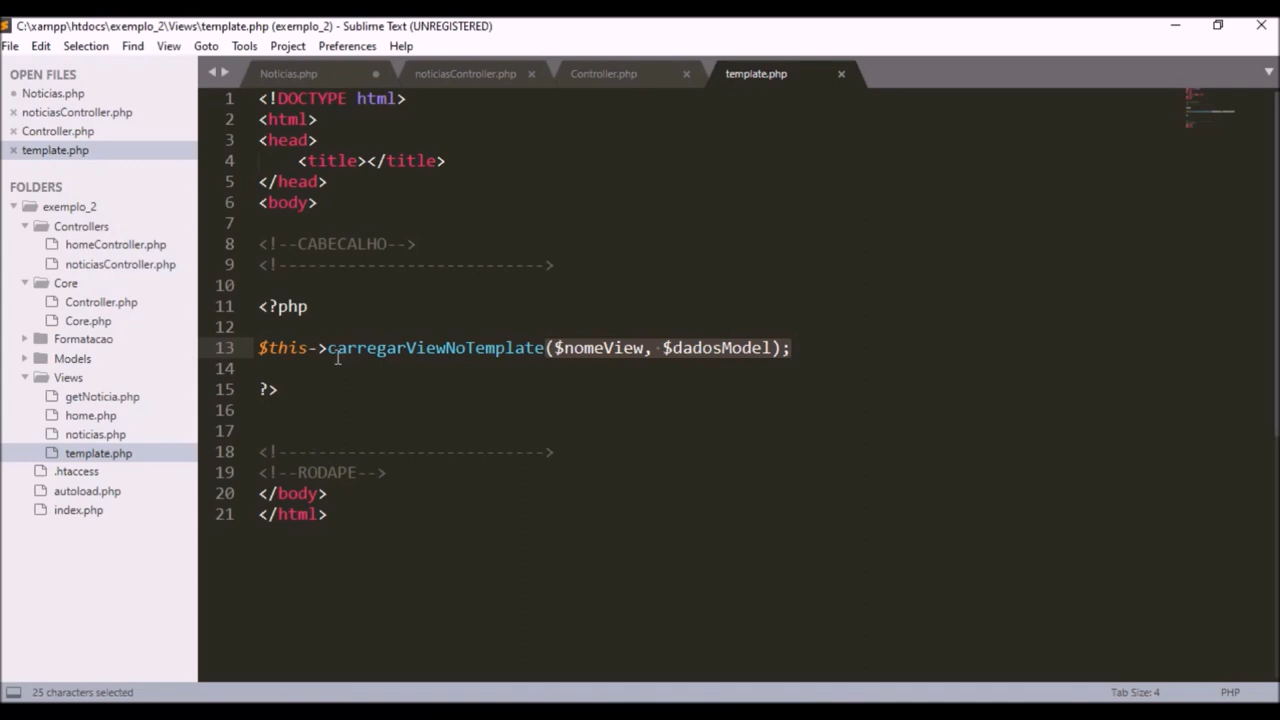 C:\xampp\htdocs\exemplo_2\Views\template.php (exemplo_2) - Sublime Text (UNREGISTERED)
File Edit Selection Find View Goto Tools Project Preferences Help
OPEN FILES
Noticias.php
noticiasController.php
Controller.php
template.php
FOLDERS
exemplo_2
Controllers
homeController.php
noticiasController.php
Core
Controller.php
Core.php
Formatacao
Models
Views
getNoticia.php
home.php
noticias.php
template.php
.htaccess
autoload.php
index.php
Noticias.php noticiasController.php Controller.php template.php
1 <!DOCTYPE html>
2 <html>
3 <head>
4 <title></title>
5 </head>
6 <body>
7
8 <!--CABECALHO-->
9 <!--------------------------->
10
11 <?php
12
13 $this->carregarViewNoTemplate($nomeView, $dadosModel);
14
15 ?>
16
17
18 <!--------------------------->
19 <!--RODAPE-->
20 </body>
21 </html>
25 characters selected Tab Size: 4 PHP